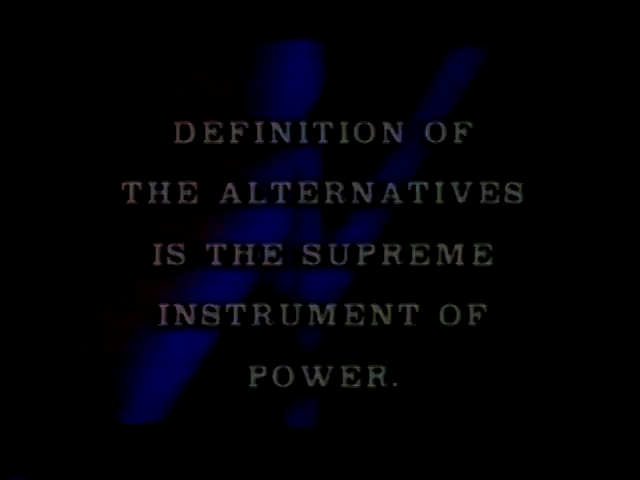 DEFINITION OF
THE ALTERNATIVES
IS THE SUPREME
INSTRUMENT OF
POWER.